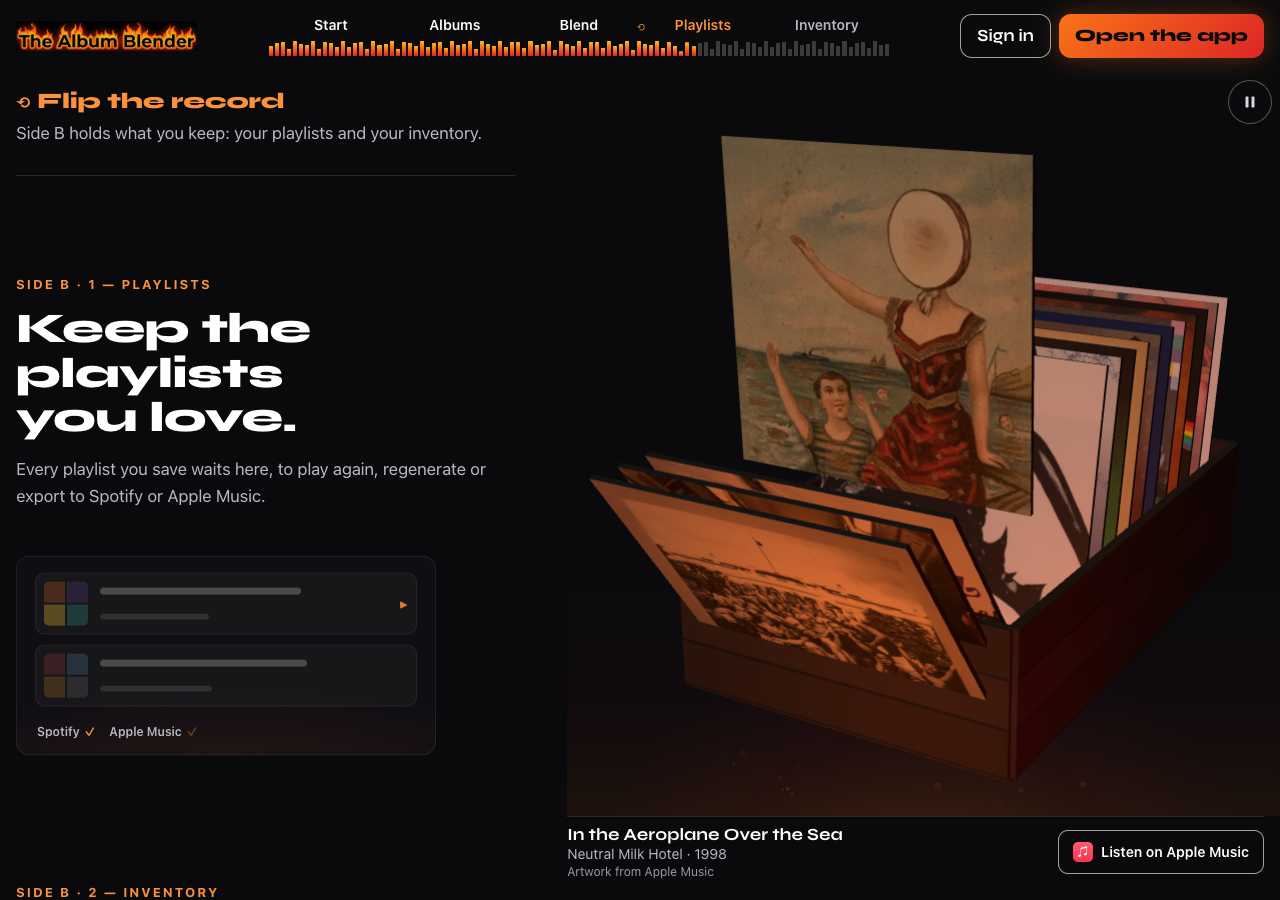 The Album Blender
Start
Albums
Blend
Playlists
Inventory
Sign in
Open the app
Flip the record
Side B holds what you keep: your playlists and your inventory.
SIDE B · 1 — PLAYLISTS
Keep the
playlists
you love.
Every playlist you save waits here, to play again, regenerate or
export to Spotify or Apple Music.
Spotify ✓ Apple Music ✓
In the Aeroplane Over the Sea
Neutral Milk Hotel · 1998
Artwork from Apple Music
Listen on Apple Music
SIDE B · 2 — INVENTORY